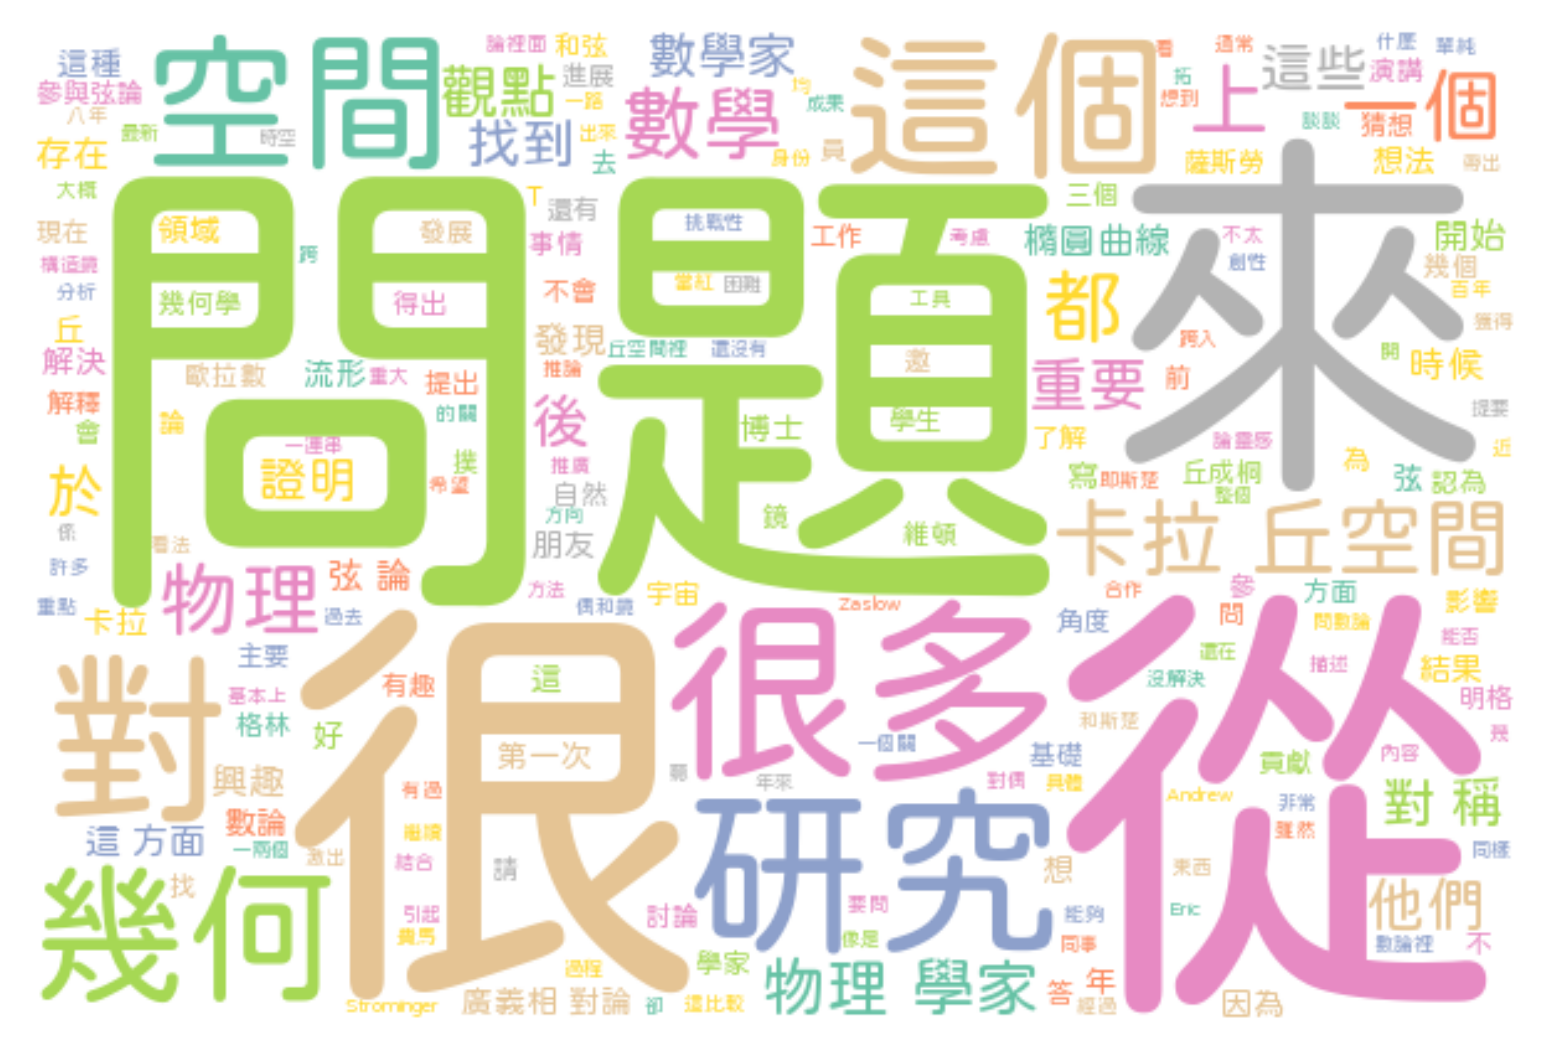 這種 空間 論裡面 和弦 數學家 這個 看 通常 這些 什麼 單純
參與弦論 觀點 進展 數學 均 拓 上 演講 一個
八年 一路 成果 想到 猜想
存在 最新 時空 找到 出來 去 身份 員 薩斯勞 談談 想法 得出
大概 問題 T 還有 三個 來
現在 領域 跨 發展 事情 挑戰性 工作 考慮 橢圓 曲線 不太 開始
構造鏡 創性 幾個
分析 幾何學 得出 不會 當紅 困難 工具 都 百年
丘 發現 丘空間裡 還沒有 跨入 獲得
解決 歐拉數 流形 重大 提出 推論 邀 重要 前 開 時候
解釋 的關 後 博士 學生 提要
會 論 一連串 了解 論靈感 近
於 證明 撲 希望 推廣 自然 寫 即斯楚 丘成桐 整個 為 弦 認為
係 看法 方向 鏡 維頓 卡拉 丘空間
許多 朋友
重點 物理 弦 論 方法 宇宙 合作 參 方面 影響
卡拉 過去 偶和鏡 Zaslow 角度 問 問數論 能否
對 主要 很 這 很多 從 還在 描述 結果
基本上 有趣 沒解決 明格
格林 好 第一次 一個關 和斯楚 幾
興趣 有過 年來 基礎 貢獻 內容
對偶 具體 Andrew 非常 對 稱
這 方面 數論 一兩個 繼續 研究 雖然 同樣
激出 結合 請 想 東西
幾何 找 引起 討論 要問 能夠 Eric 他們
費馬 像是 同事 數論裡 不
過程 學家 物理 學家 答 年
Strominger 廣義相 對論 卻 這比較 經過 因為